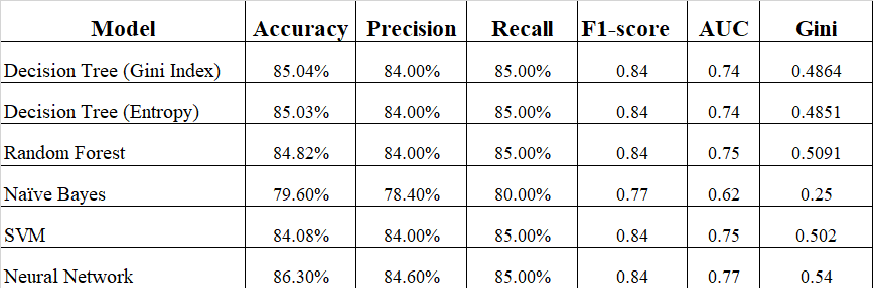 Model Accuracy Precision Recall F1-score AUC Gini
Decision Tree (Gini Index) 85.04% 84.00% 85.00% 0.84 0.74 0.4864
Decision Tree (Entropy) 85.03% 84.00% 85.00% 0.84 0.74 0.4851
Random Forest 84.82% 84.00% 85.00% 0.84 0.75 0.5091
Naïve Bayes 79.60% 78.40% 80.00% 0.77 0.62 0.25
SVM 84.08% 84.00% 85.00% 0.84 0.75 0.502
Neural Network 86.30% 84.60% 85.00% 0.84 0.77 0.54